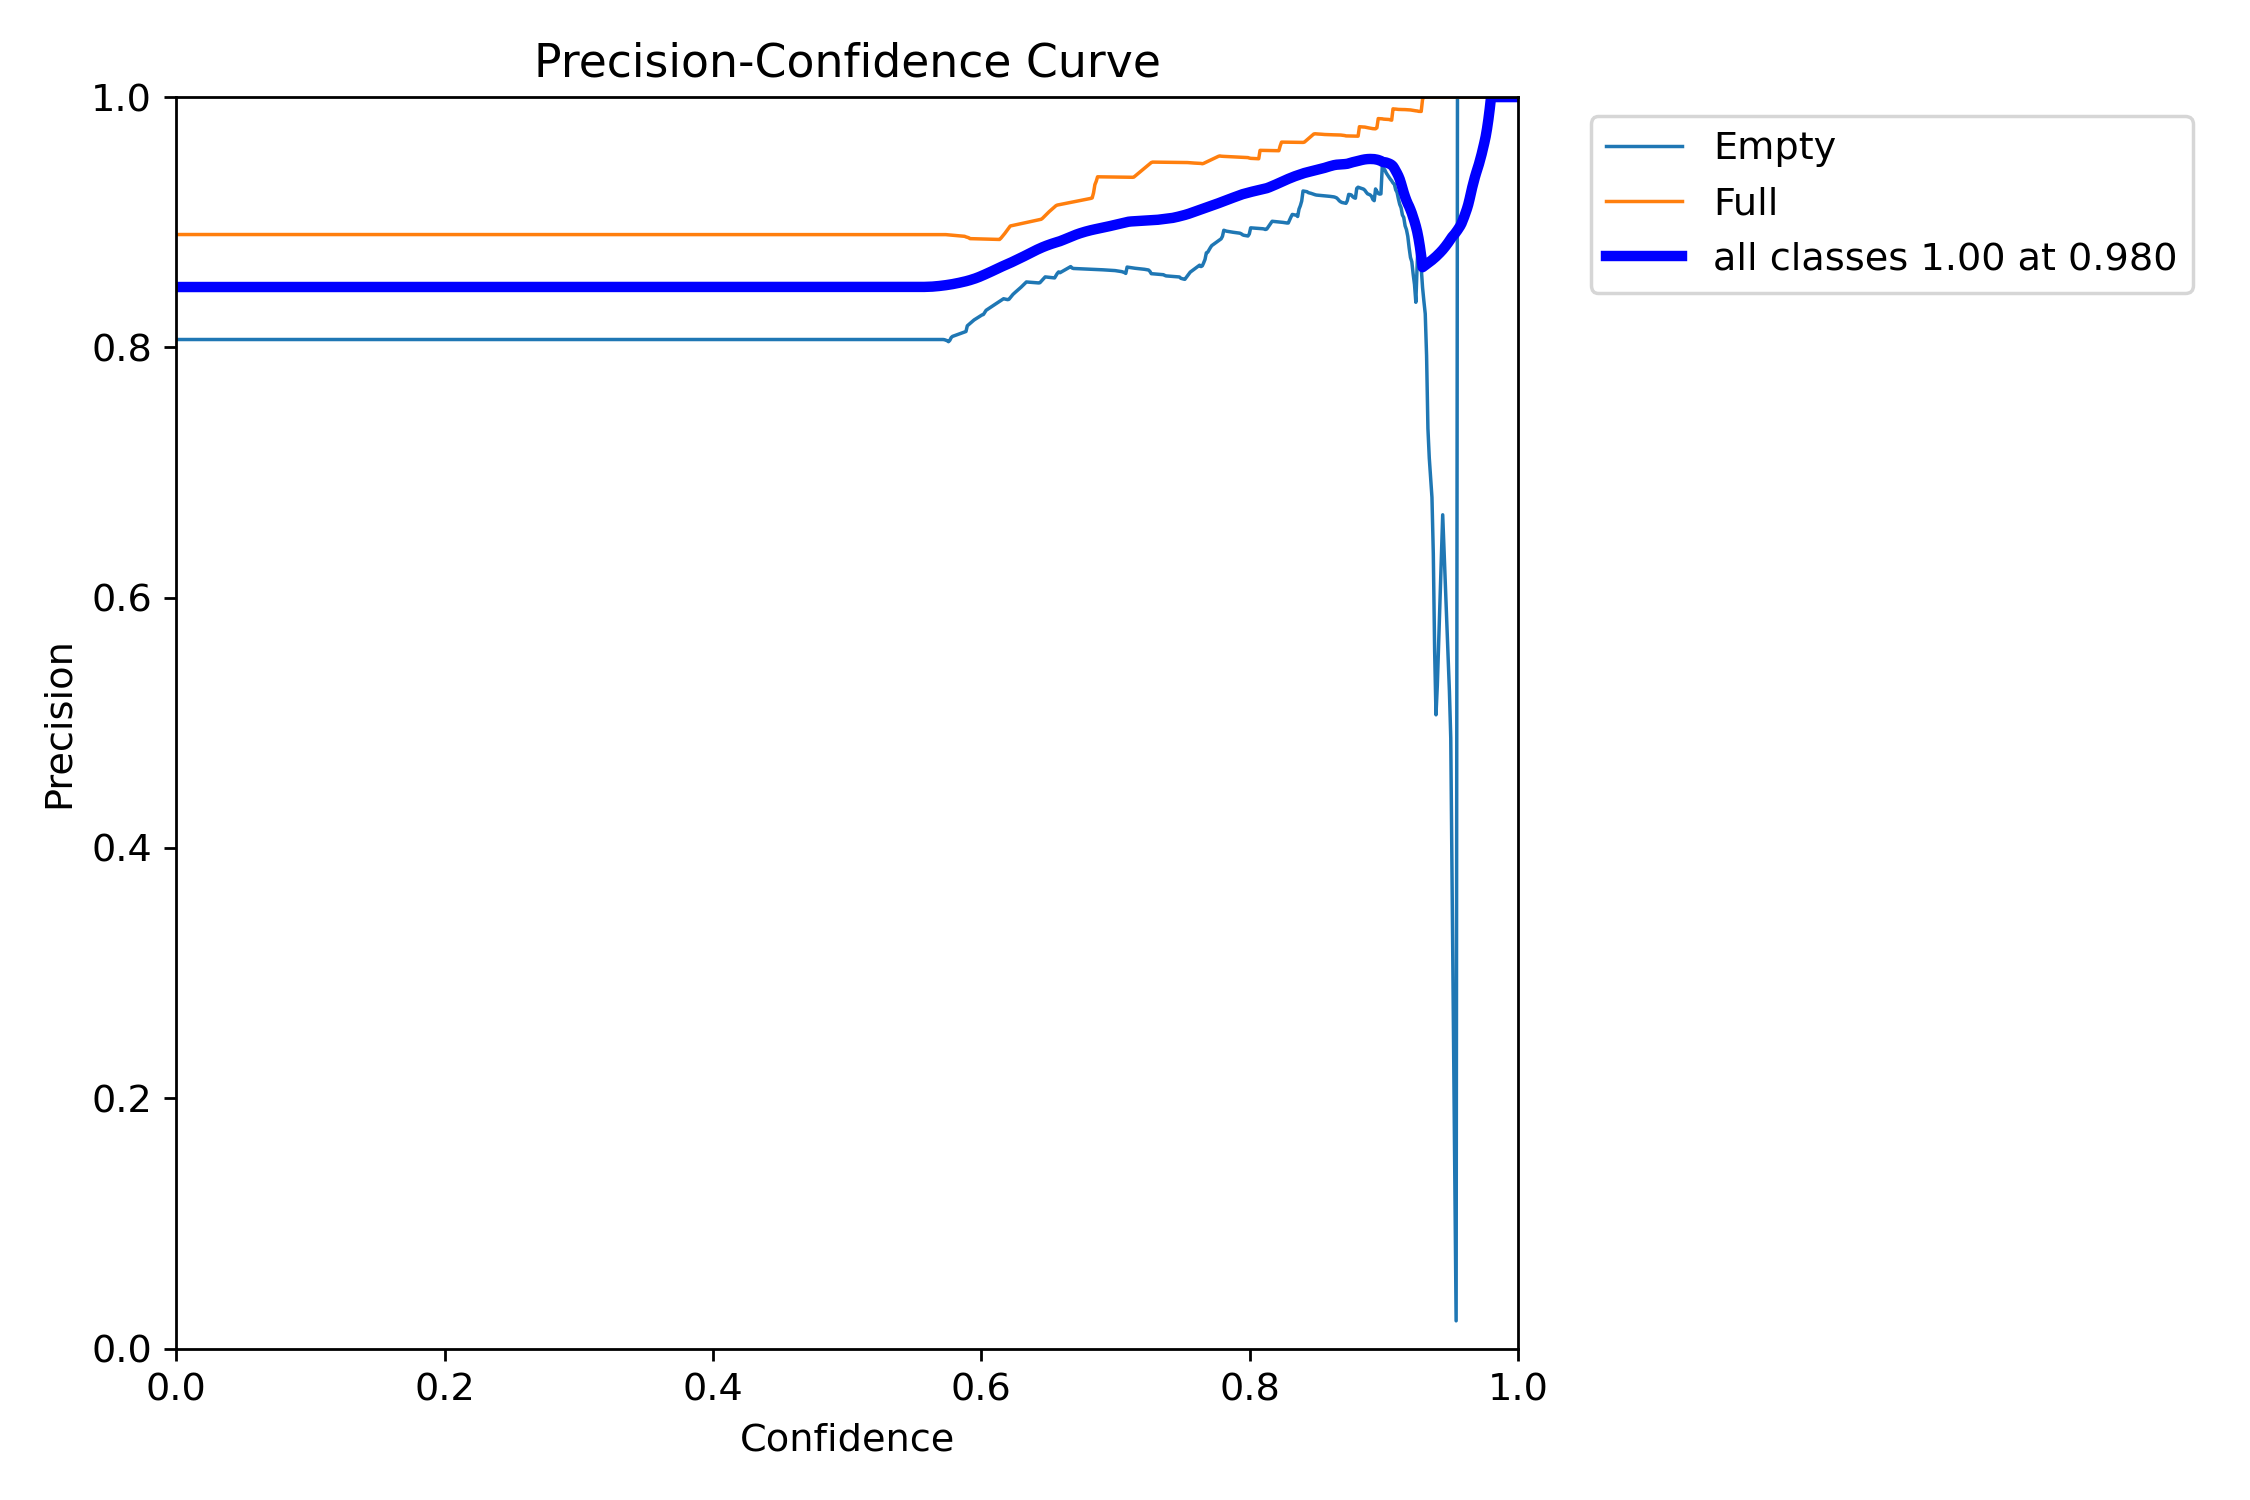 Precision-Confidence Curve
1.0
0.8
0.6
0.4
0.2
0.0
Precision
0.0 0.2 0.4 0.6 0.8 1.0
Confidence
Empty
Full
all classes 1.00 at 0.980